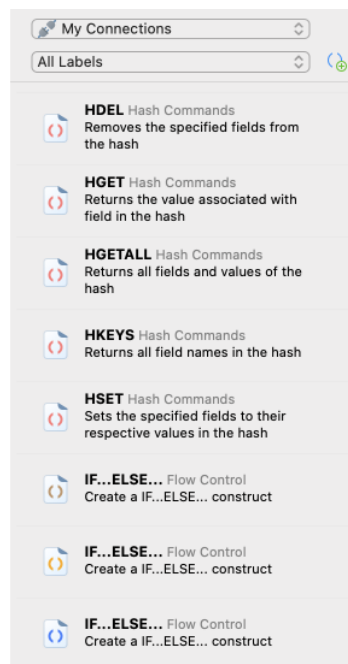 My Connections
All Labels
HDEL Hash Commands
Removes the specified fields from
the hash
HGET Hash Commands
Returns the value associated with
field in the hash
HGETALL Hash Commands
Returns all fields and values of the
hash
HKEYS Hash Commands
Returns all field names in the hash
HSET Hash Commands
Sets the specified fields to their
respective values in the hash
IF...ELSE... Flow Control
Create a IF...ELSE... construct
IF...ELSE... Flow Control
Create a IF...ELSE... construct
IF...ELSE... Flow Control
Create a IF...ELSE... construct